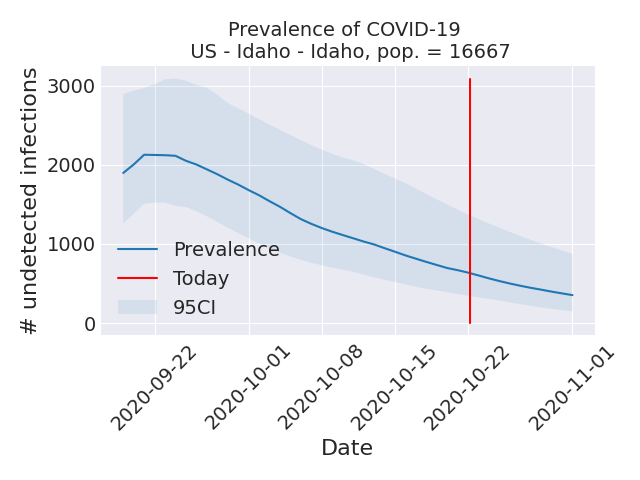 Prevalence of COVID-19
US - Idaho - Idaho, pop. = 16667
# undetected infections
3000
2000
1000
0
Prevalence
Today
95CI
2020-09-22
2020-10-01
2020-10-08
2020-10-15
2020-10-22
2020-11-01
Date